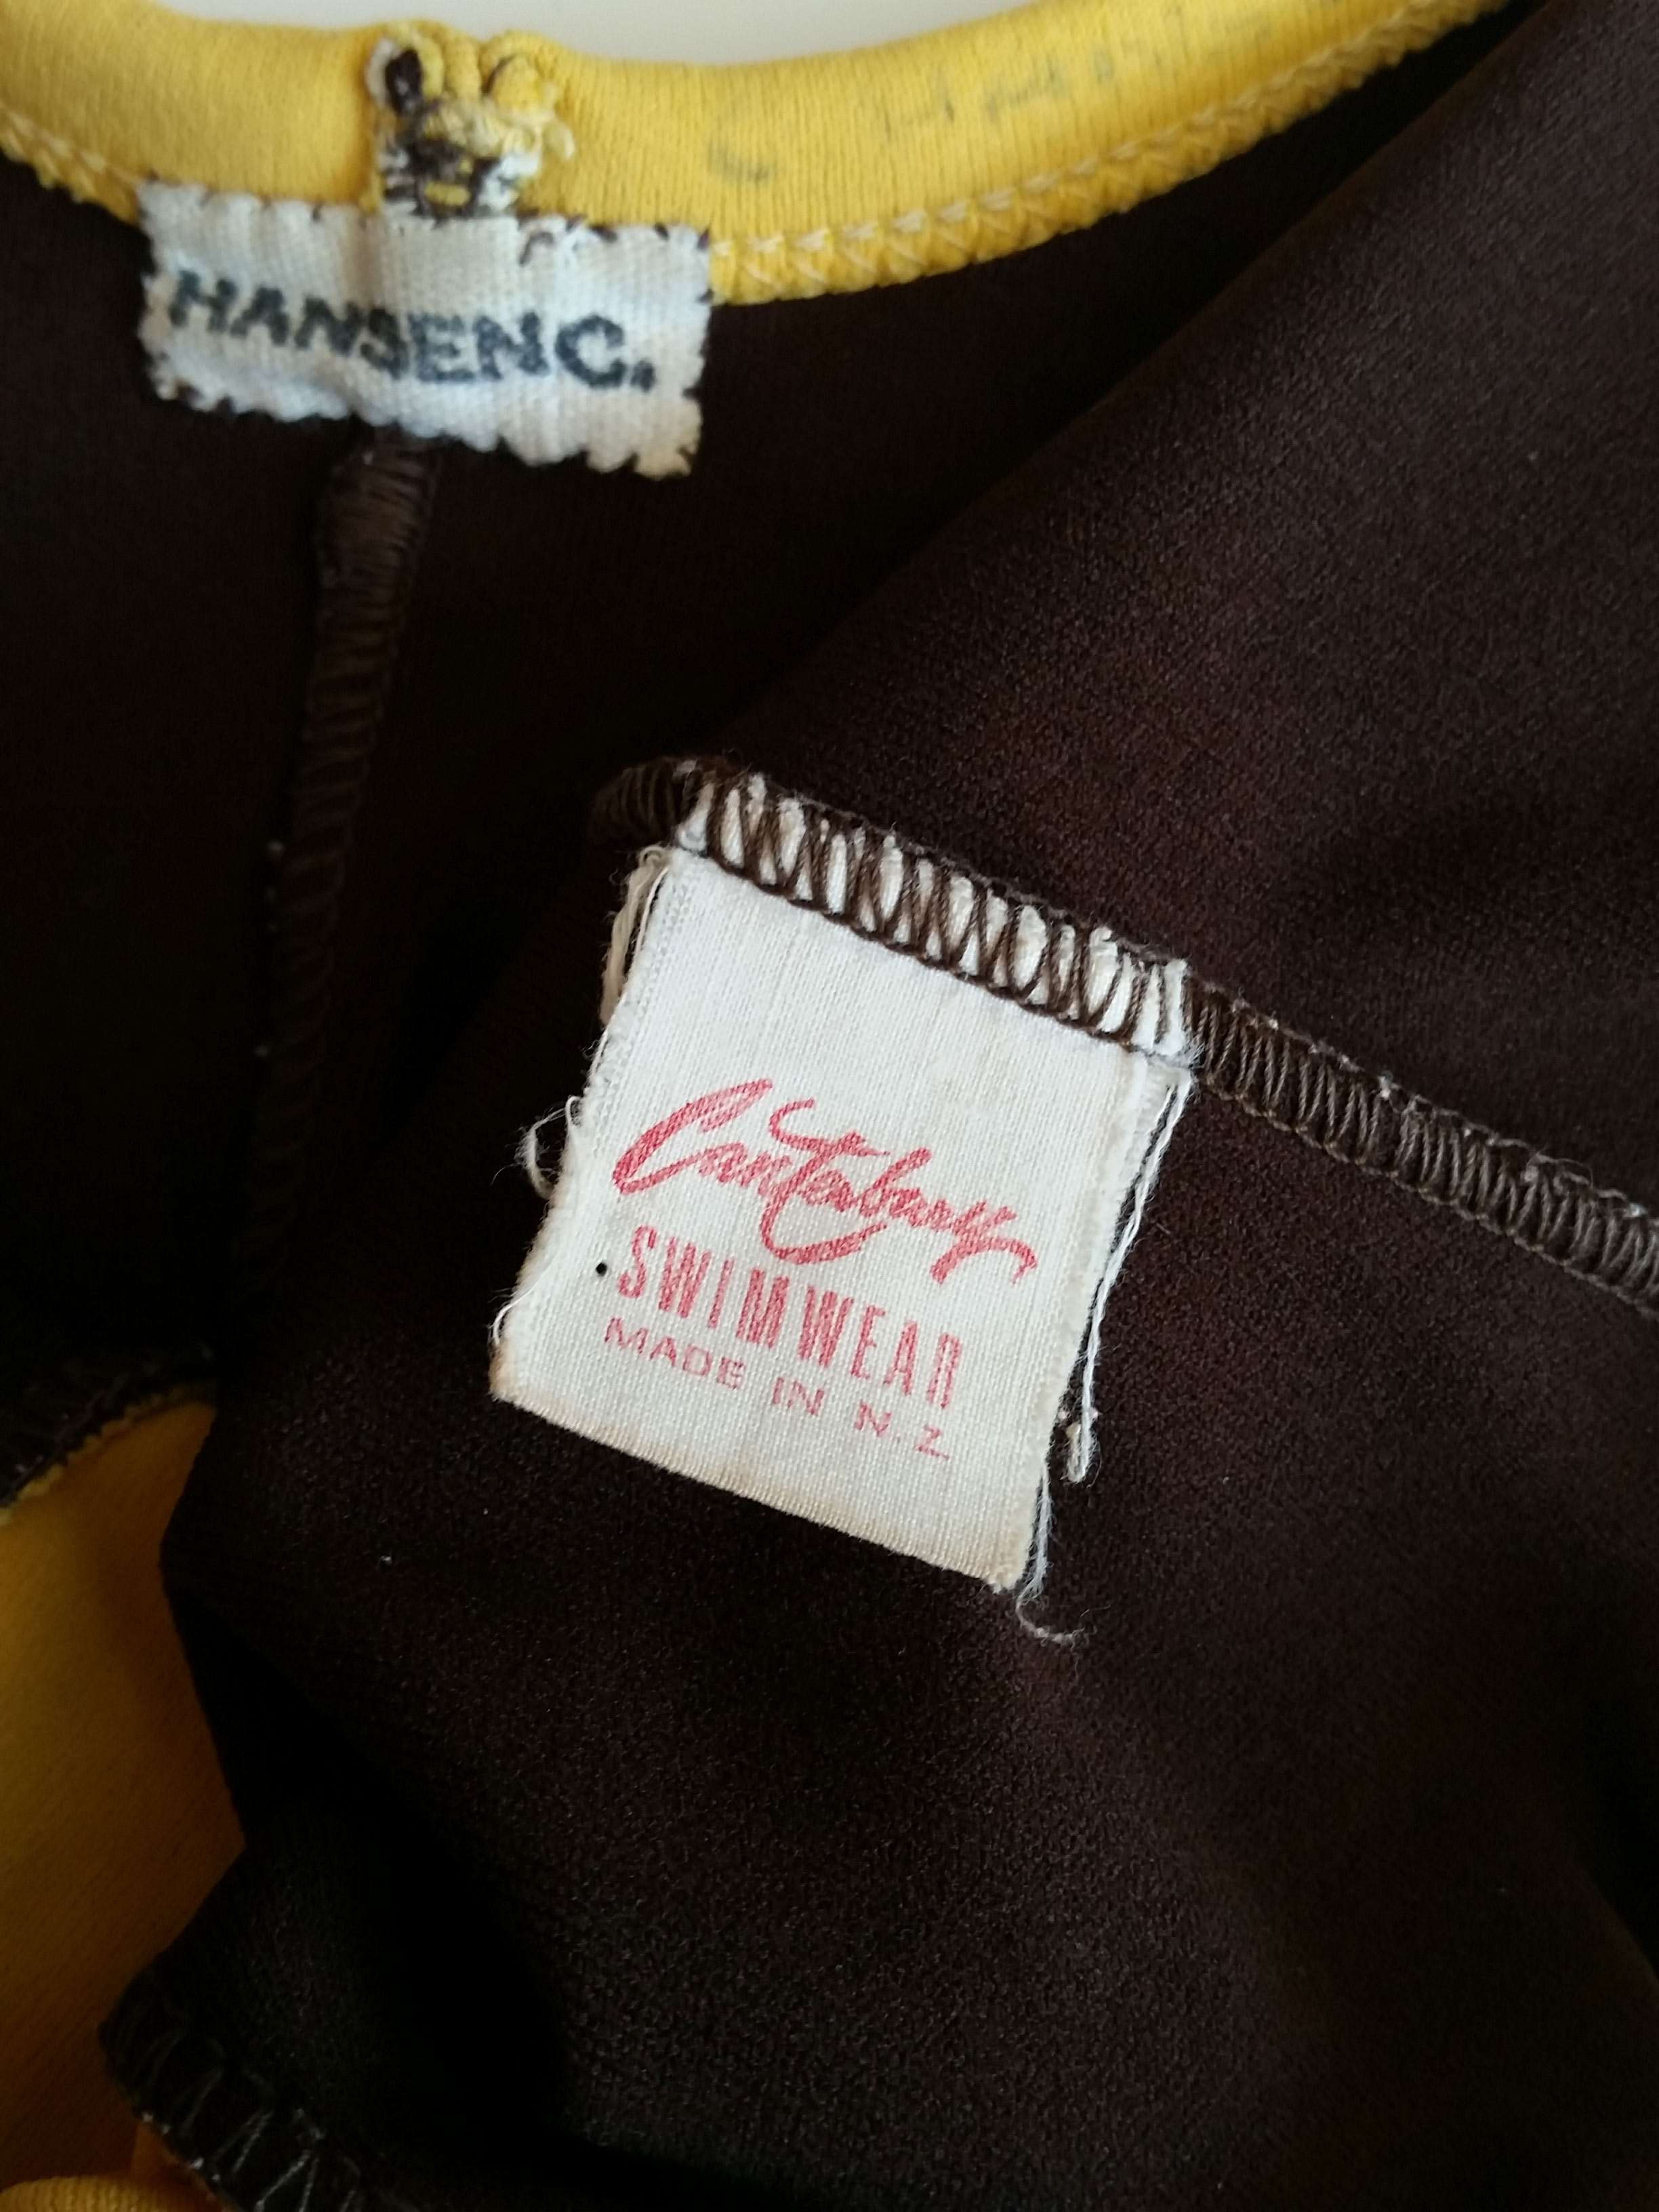 HANSEN C.
Canterbury
SWIMWEAR
MADE IN N.Z.